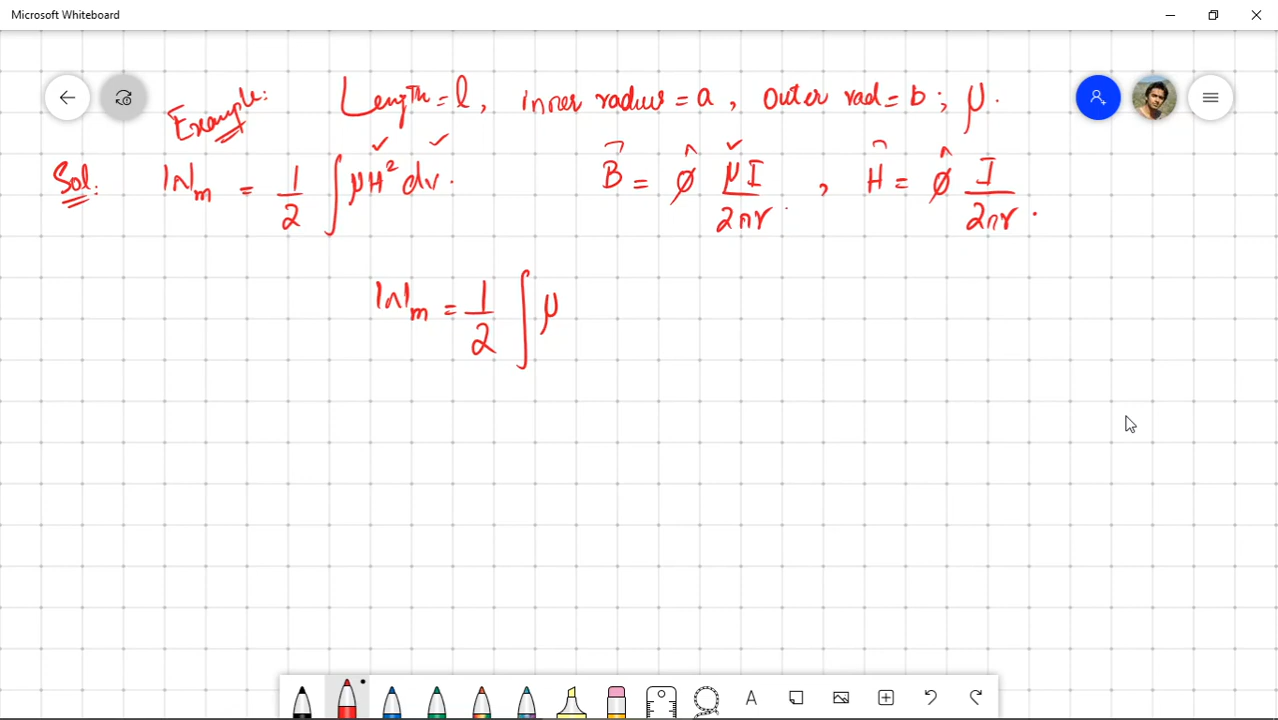 Microsoft Whiteboard
Example: Length = l, inner radius = a, outer rad = b ; μ.
Sol. Wm = 1/2 ∫ μH² dv. B⃗ = φ̂ μI/2πr , H⃗ = φ̂ I/2πr.
Wm = 1/2 ∫ μ
A